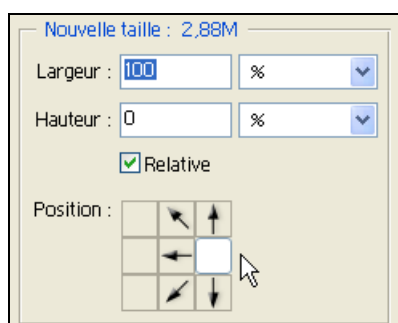 Nouvelle taille : 2,88M
Largeur : 100 %
Hauteur : 0 %
Relative
Position :